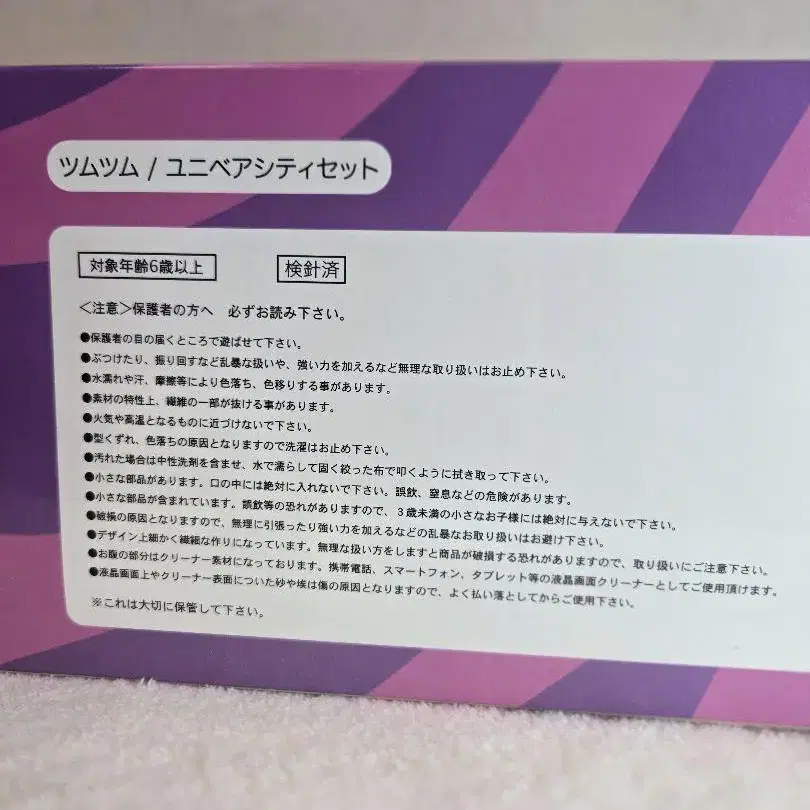 ツムツム / ユニベアシティセット
対象年齢6歳以上 検針済
＜注意＞保護者の方へ 必ずお読み下さい。
●保護者の目の届くところで遊ばせて下さい。
●ぶつけたり、振り回すなど乱暴な扱いや、強い力を加えるなど無理な取り扱いはお止め下さい。
●水濡れや汗、摩擦等により色落ち、色移りする事があります。
●素材の特性上、繊維の一部が抜ける事があります。
●火気や高温となるものに近づけないで下さい。
●型くずれ、色落ちの原因となりますので洗濯はお止め下さい。
●汚れた場合は中性洗剤を含ませ、水で濡らして固く絞った布で叩くように拭き取って下さい。
●小さな部品があります。口の中には絶対に入れないで下さい。誤飲、窒息などの危険があります。
●小さな部品が含まれています。誤飲等の恐れがありますので、３歳未満の小さなお子様には絶対に与えないで下さい。
●破損の原因となりますので、無理に引張ったり強い力を加えるなどの乱暴なお取り扱いはお避け下さい。
●デザイン上細かく繊細な作りになっています。無理な扱い方をしますと商品が破損する恐れがありますので、取り扱いにご注意下さい。
●お腹の部分はクリーナー素材になっております。携帯電話、スマートフォン、タブレット等の液晶画面クリーナーとしてご使用頂けます。
●液晶画面上やクリーナー表面についた砂や埃は傷の原因となりますので、よく払い落としてからご使用下さい。
※これは大切に保管して下さい。